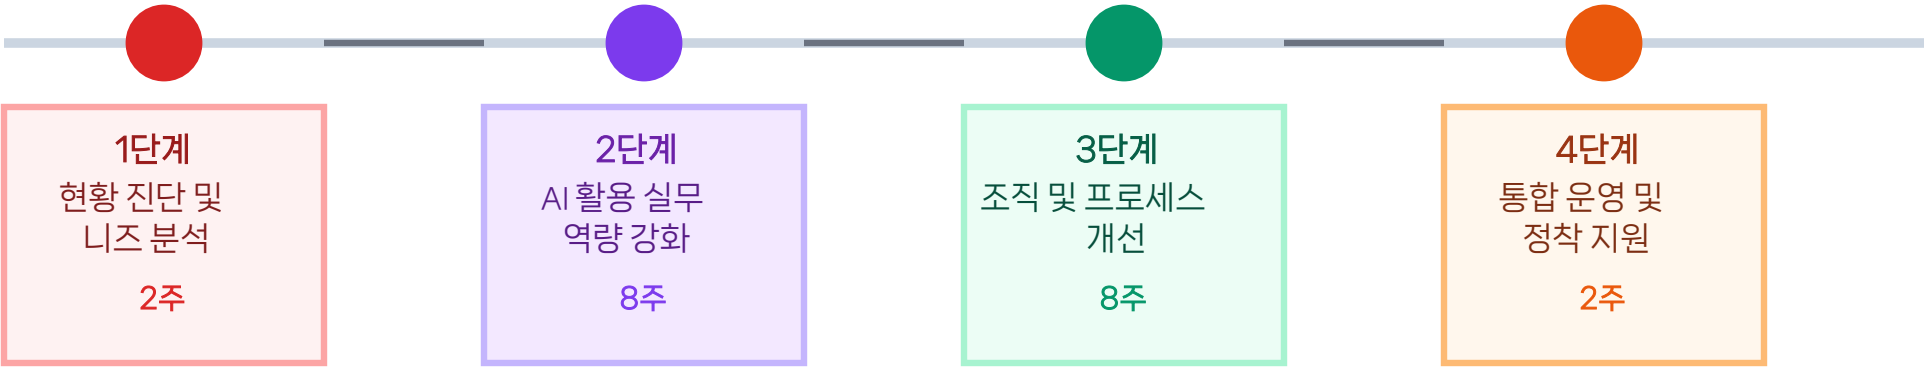 1단계
현황 진단 및
니즈 분석
2주
2단계
AI 활용 실무
역량 강화
8주
3단계
조직 및 프로세스
개선
8주
4단계
통합 운영 및
정착 지원
2주